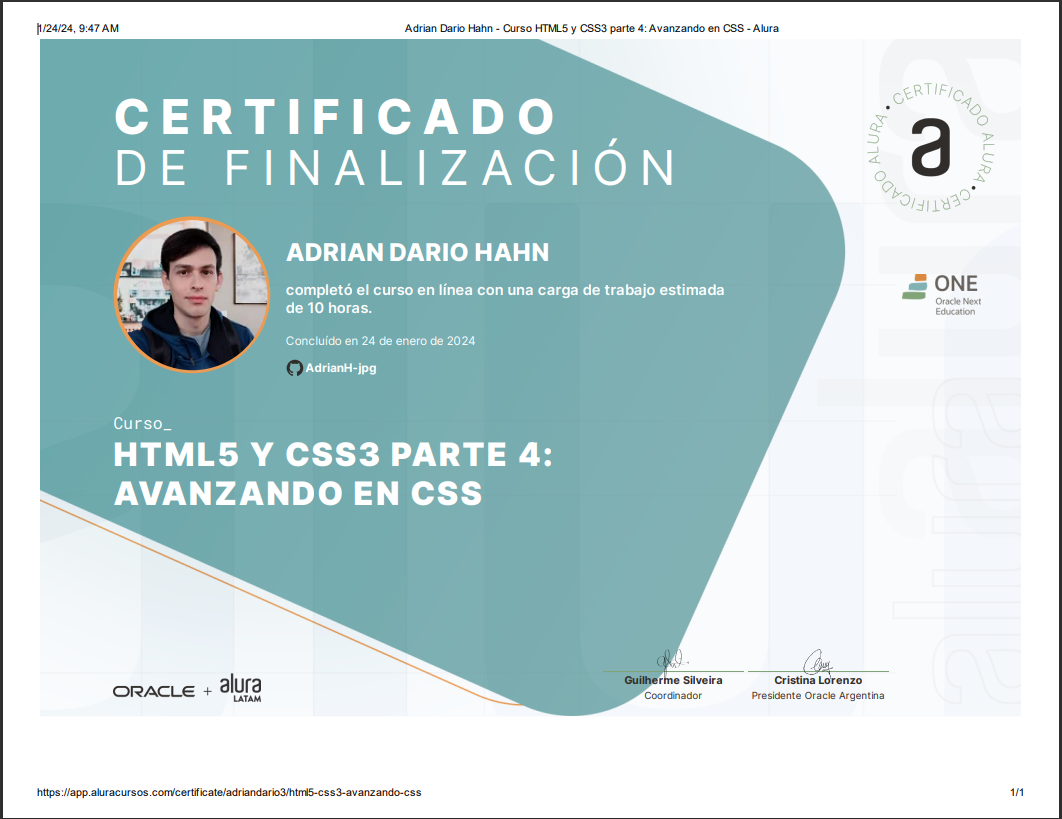 1/24/24, 9:47 AM
Adrian Dario Hahn - Curso HTML5 y CSS3 parte 4: Avanzando en CSS - Alura
CERTIFICADO
DE FINALIZACIÓN
CERTIFICADO ALURA • CERTIFICADO ALURA •
a
ADRIAN DARIO HAHN
completó el curso en línea con una carga de trabajo estimada
de 10 horas.
Concluído en 24 de enero de 2024
AdrianH-jpg
ONE
Oracle Next
Education
Curso_
HTML5 Y CSS3 PARTE 4:
AVANZANDO EN CSS
alura
ORACLE + alura
LATAM
Guilherme Silveira
Coordinador
Cristina Lorenzo
Presidente Oracle Argentina
https://app.aluracursos.com/certificate/adriandario3/html5-css3-avanzando-css
1/1